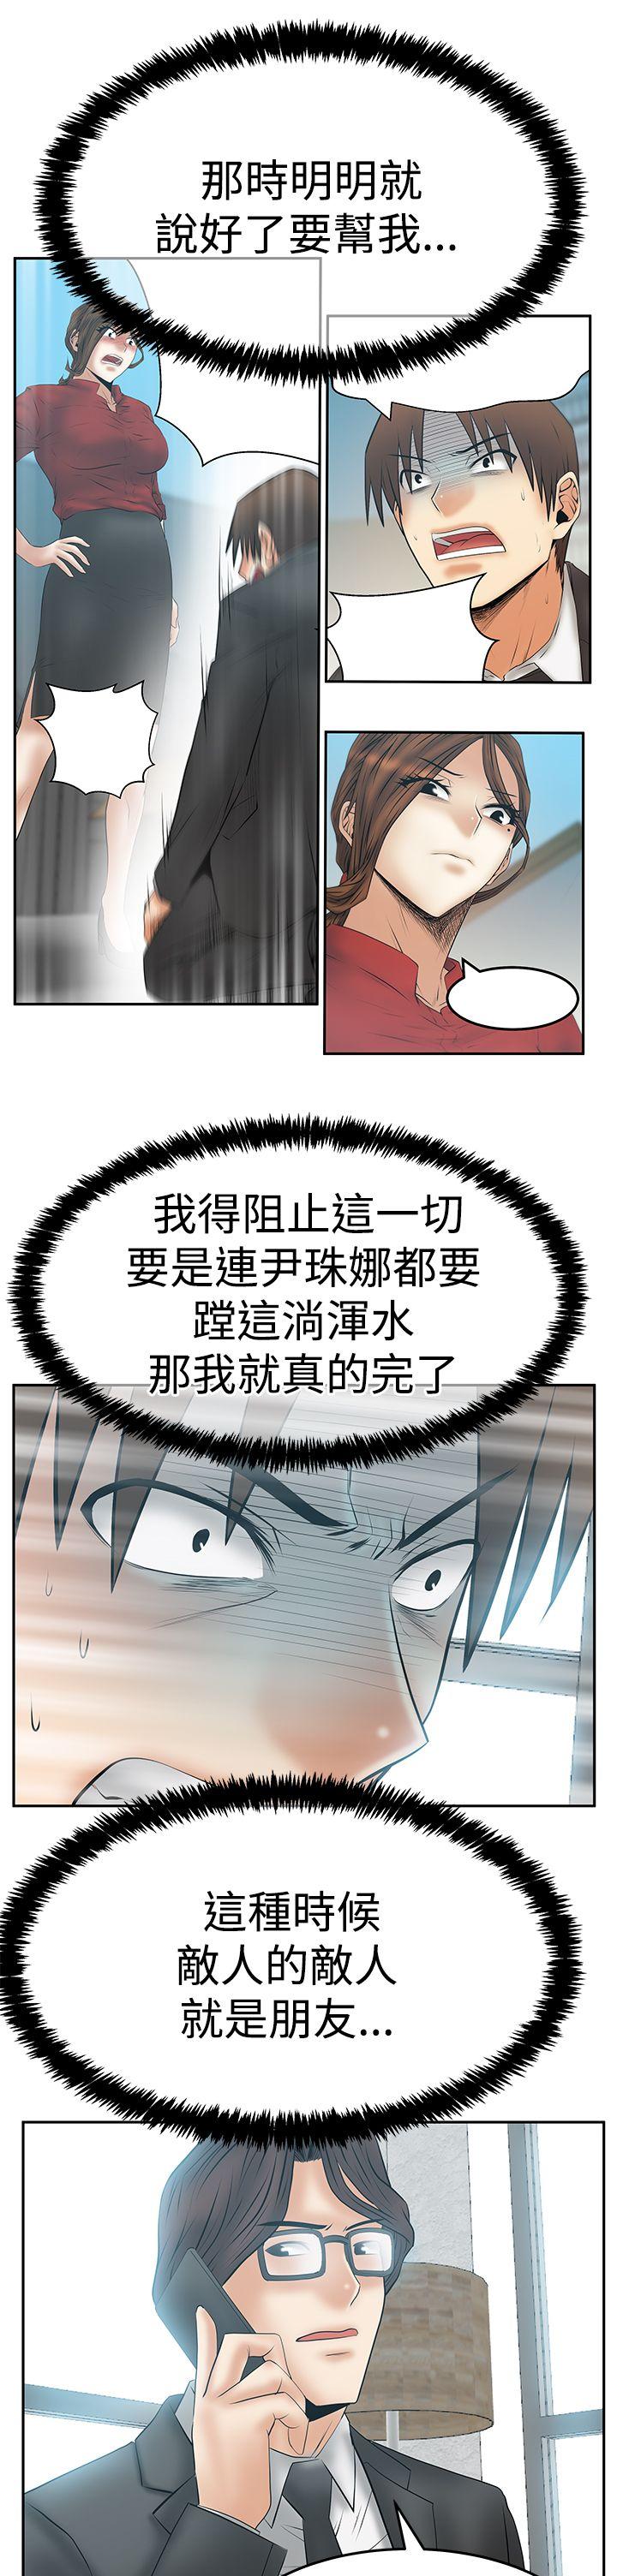 那時明明就
說好了要幫我...
我得阻止這一切
要是連尹珠娜都要
蹚這淌渾水
那我就真的完了
這種時候
敵人的敵人
就是朋友...